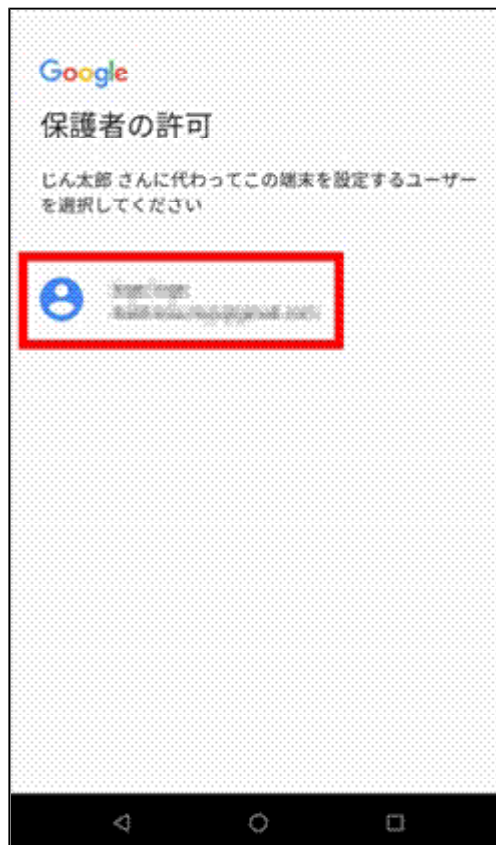 Google
保護者の許可
じん太郎 さんに代わってこの端末を設定するユーザー
を選択してください